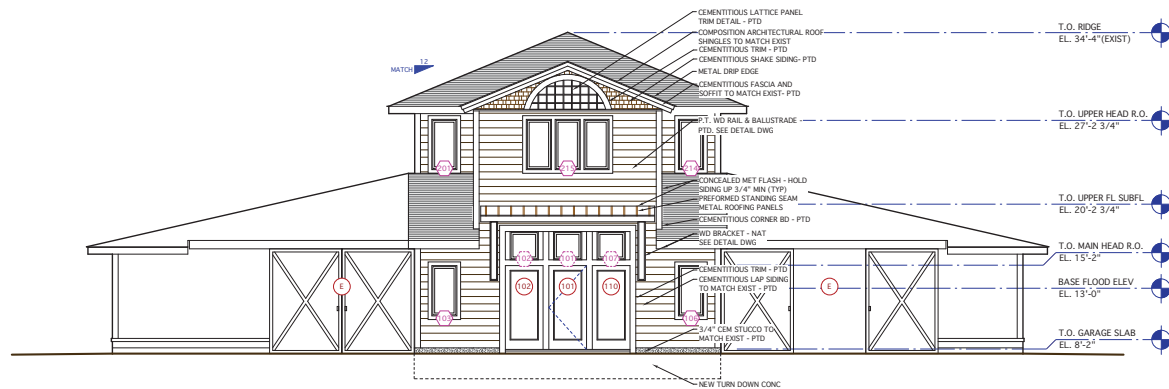 CEMENTITIOUS LATTICE PANEL
TRIM DETAIL - PTD
COMPOSITION ARCHITECTURAL ROOF
SHINGLES TO MATCH EXIST
CEMENTITIOUS TRIM - PTD
CEMENTITIOUS SHAKE SIDING- PTD
METAL DRIP EDGE
CEMENTITIOUS FASCIA AND
SOFFIT TO MATCH EXIST- PTD
P.T. WD RAIL & BALUSTRADE
PTD. SEE DETAIL DWG
CONCEALED MET FLASH - HOLD
SIDING UP 3/4" MIN (TYP)
PREFORMED STANDING SEAM
METAL ROOFING PANELS
CEMENTITIOUS CORNER BD - PTD
WD BRACKET - NAT
SEE DETAIL DWG
CEMENTITIOUS TRIM - PTD
CEMENTITIOUS LAP SIDING
TO MATCH EXIST - PTD
3/4" CEM STUCCO TO
MATCH EXIST - PTD
NEW TURN DOWN CONC
T.O. RIDGE
EL. 34'-4"(EXIST)
T.O. UPPER HEAD R.O.
EL. 27'-2 3/4"
T.O. UPPER FL SUBFL
EL. 20'-2 3/4"
T.O. MAIN HEAD R.O.
EL. 15'-2"
BASE FLOOD ELEV
EL. 13'-0"
T.O. GARAGE SLAB
EL. 8'-2"
12
MATCH
201
215
214
102
101
107
E
102
101
110
E
103
106